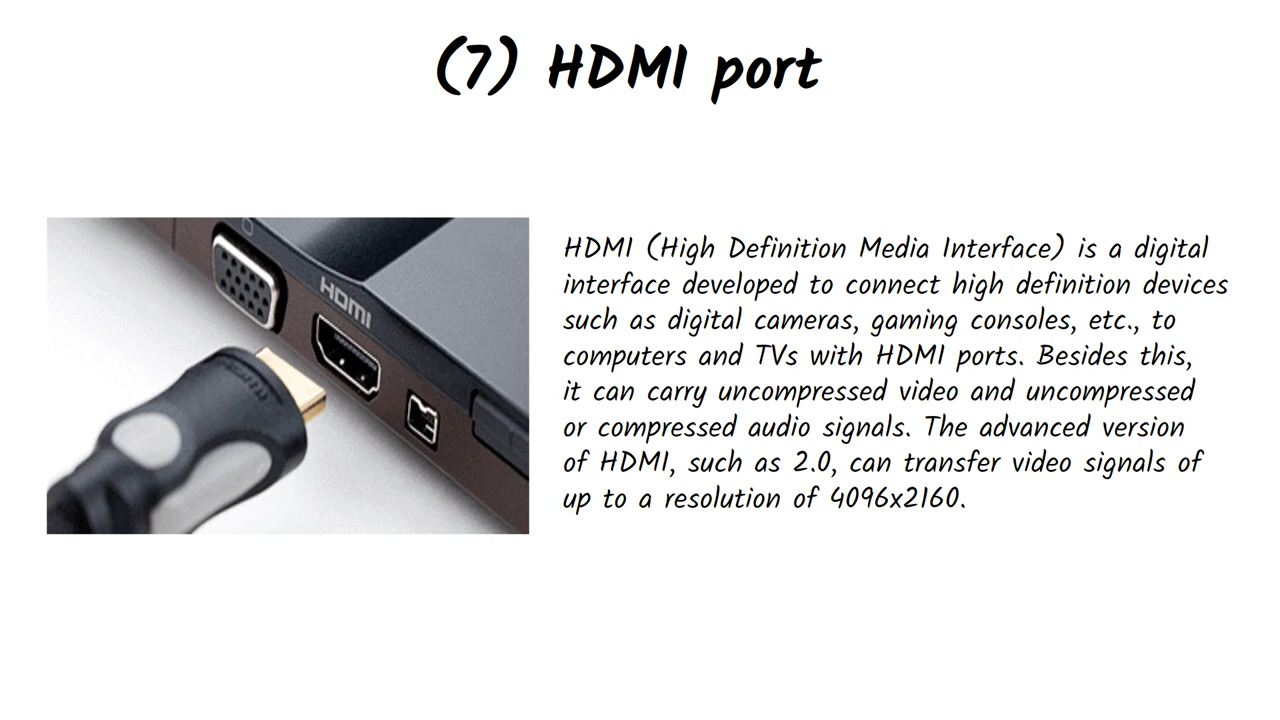 (7) HDMI port
HDMI
HDMI (High Definition Media Interface) is a digital
interface developed to connect high definition devices
such as digital cameras, gaming consoles, etc., to
computers and TVs with HDMI ports. Besides this,
it can carry uncompressed video and uncompressed
or compressed audio signals. The advanced version
of HDMI, such as 2.0, can transfer video signals of
up to a resolution of 4096x2160.